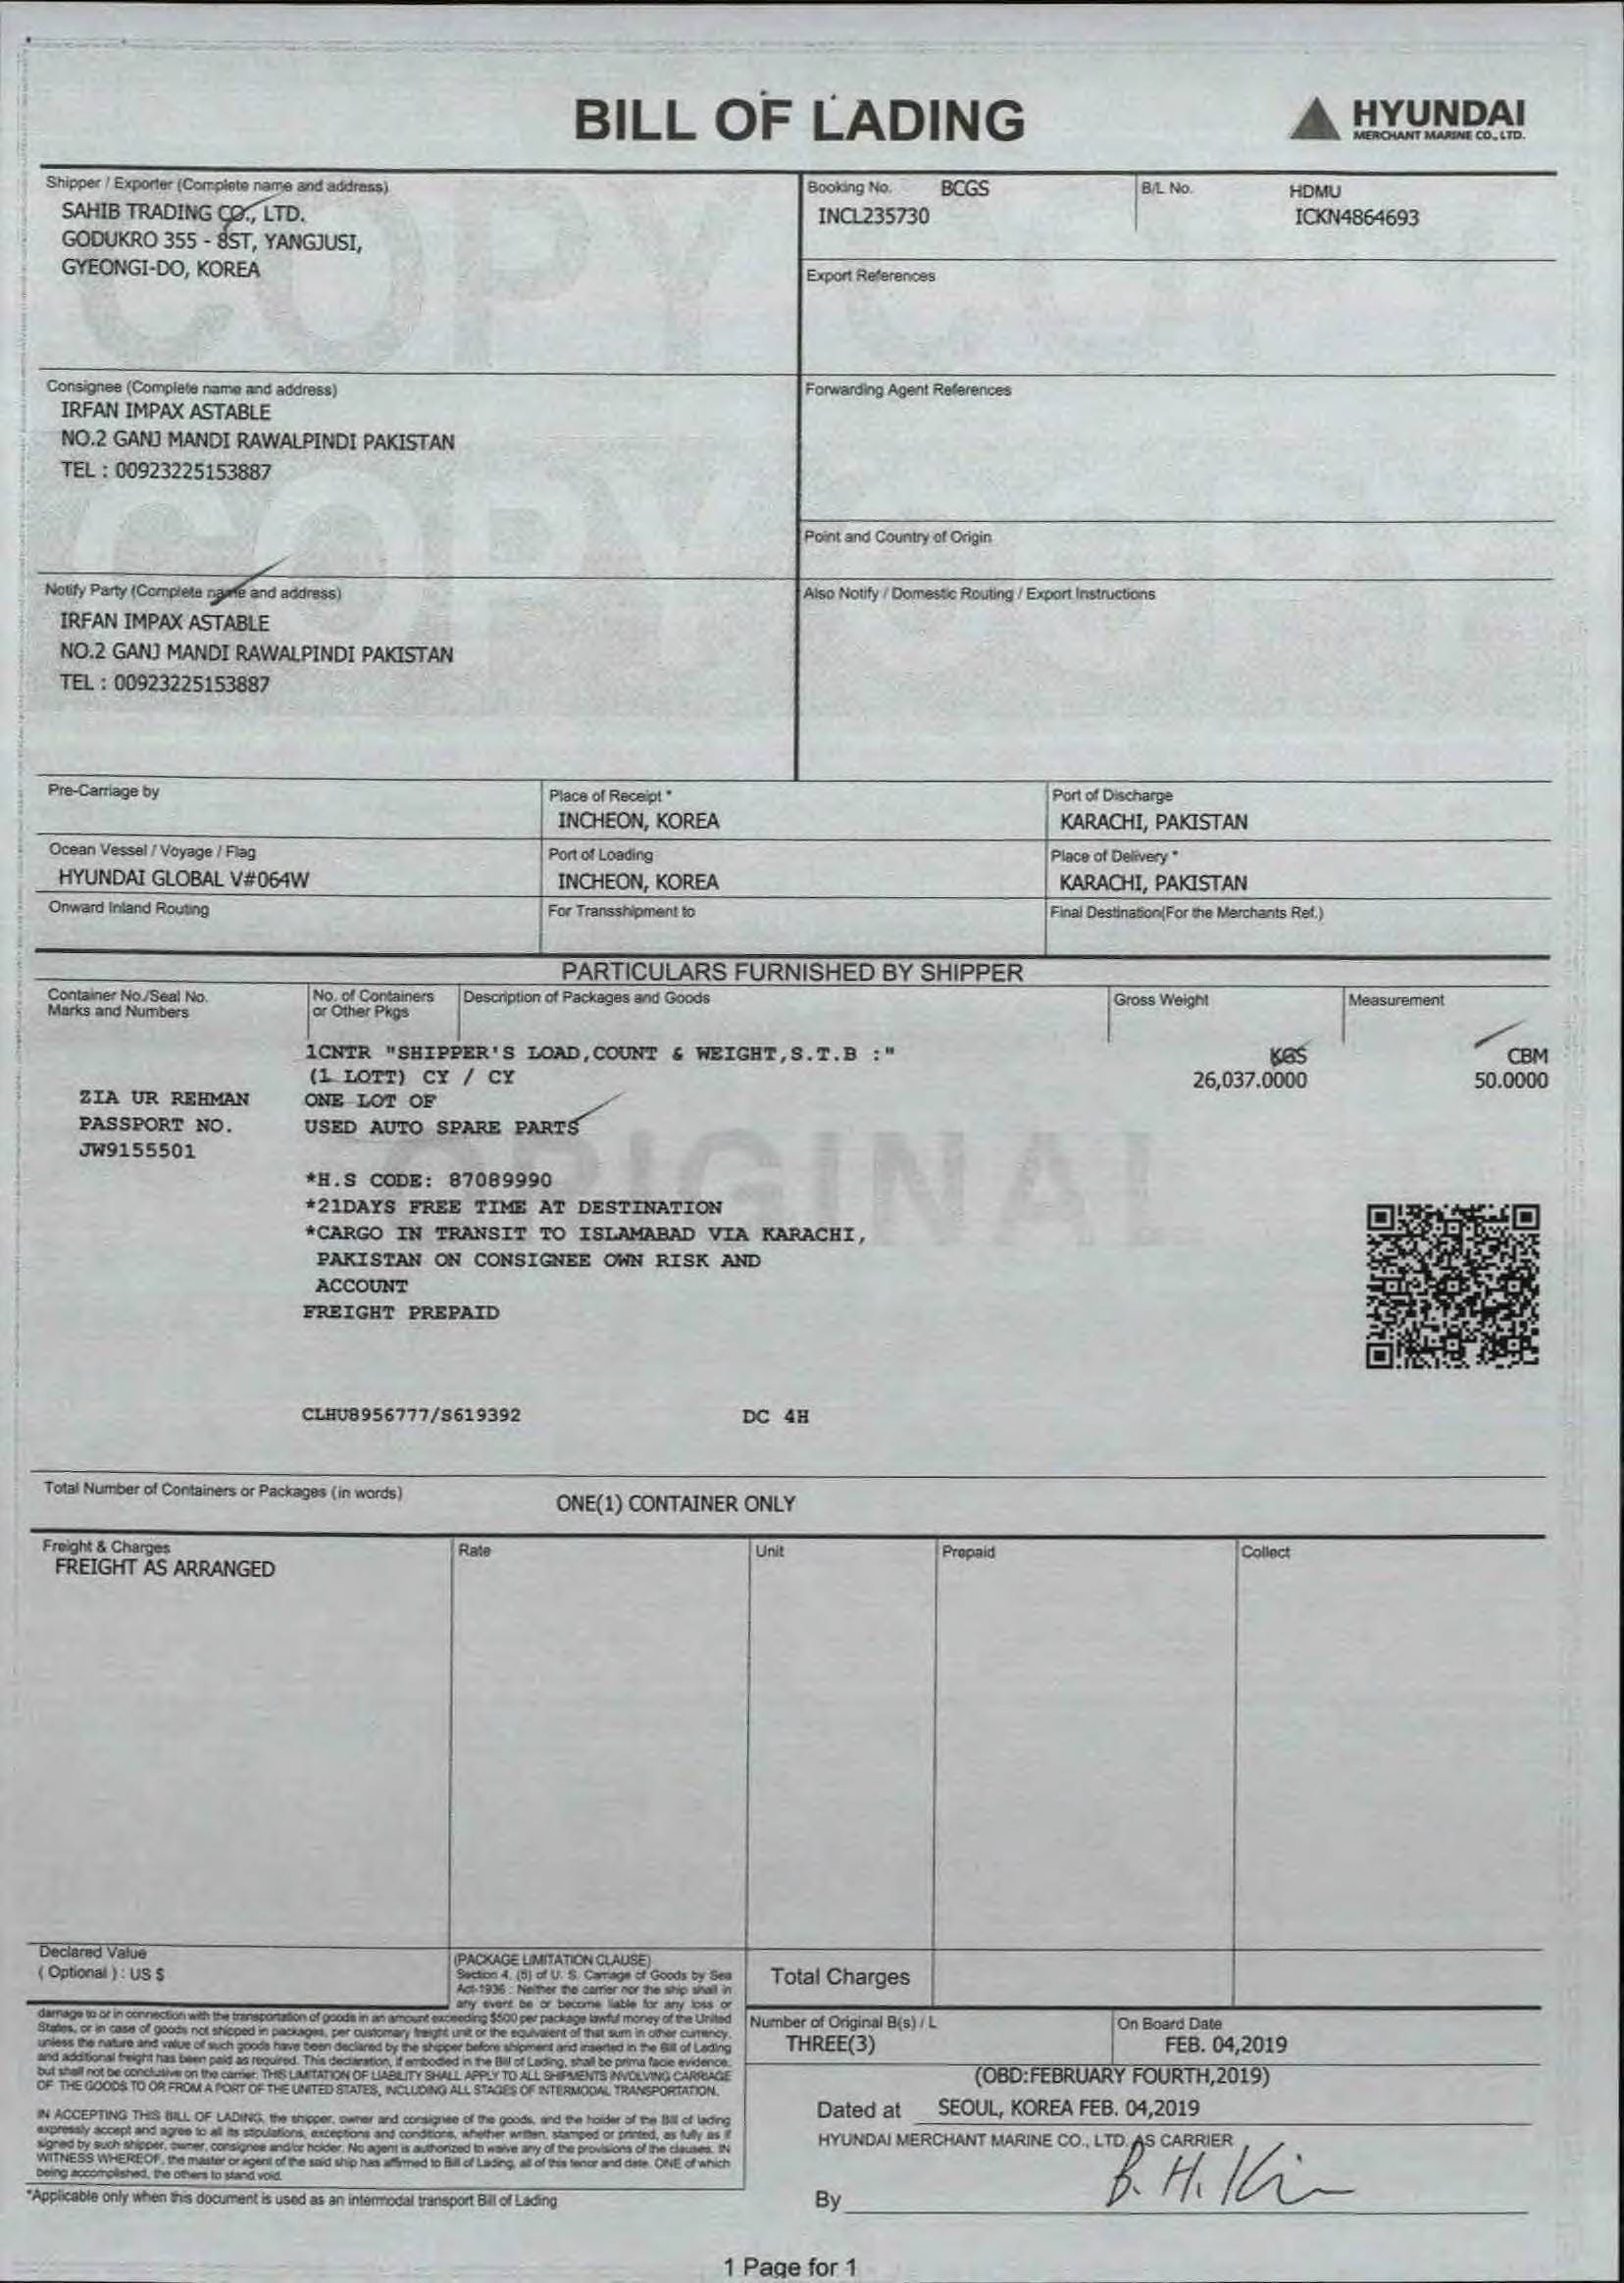 BILL OF LADING
HYUNDAI
MERCHANT MARINE CO., LTD.
Shipper / Exporter (Complete name and address)
SAHIB TRADING CO., LTD.
GODUKRO 355 - 8ST, YANGJUSI,
GYEONGI-DO, KOREA
Booking No. BCGS
INCL235730
B/L No. HDMU
ICKN4864693
Export References
COPY
Consignee (Complete name and address)
IRFAN IMPAX ASTABLE
NO.2 GANJ MANDI RAWALPINDI PAKISTAN
TEL : 00923225153887
Forwarding Agent References
COPY
Point and Country of Origin
Notify Party (Complete name and address)
IRFAN IMPAX ASTABLE
NO.2 GANJ MANDI RAWALPINDI PAKISTAN
TEL : 00923225153887
Also Notify / Domestic Routing / Export Instructions
Pre-Carriage by
Place of Receipt *
INCHEON, KOREA
Port of Discharge
KARACHI, PAKISTAN
Ocean Vessel / Voyage / Flag
HYUNDAI GLOBAL V#064W
Port of Loading
INCHEON, KOREA
Place of Delivery *
KARACHI, PAKISTAN
Onward Inland Routing
For Transshipment to
Final Destination(For the Merchants Ref.)
PARTICULARS FURNISHED BY SHIPPER
Container No./Seal No.
Marks and Numbers
No. of Containers
or Other Pkgs
Description of Packages and Goods
Gross Weight
Measurement
1CNTR "SHIPPER'S LOAD,COUNT & WEIGHT,S.T.B :"
KGS
CBM
(1 LOTT) CY / CY
26,037.0000
50.0000
ZIA UR REHMAN
PASSPORT NO.
JW9155501
ONE LOT OF
USED AUTO SPARE PARTS
ORIGINAL
*H.S CODE: 87089990
*21DAYS FREE TIME AT DESTINATION
*CARGO IN TRANSIT TO ISLAMABAD VIA KARACHI,
PAKISTAN ON CONSIGNEE OWN RISK AND
ACCOUNT
FREIGHT PREPAID
CLHU8956777/S619392 DC 4H
Total Number of Containers or Packages (in words)
ONE(1) CONTAINER ONLY
Freight & Charges
FREIGHT AS ARRANGED
Rate
Unit
Prepaid
Collect
Declared Value
( Optional ) : US $
(PACKAGE LIMITATION CLAUSE)
Section 4. (5) of U. S. Carriage of Goods by Sea
Act-1936 : Neither the carrier nor the ship shall in
any event be or become liable for any loss or
damage to or in connection with the transportation of goods in an amount exceeding $500 per package lawful money of the United
States, or in case of goods not shipped in packages, per customary freight unit or the equivalent of that sum in other currency,
unless the nature and value of such goods have been declared by the shipper before shipment and inserted in the Bill of Lading
and additional freight has been paid as required. This declaration, if embodied in the Bill of Lading, shall be prima facie evidence,
but shall not be conclusive on the carrier. THIS LIMITATION OF LIABILITY SHALL APPLY TO ALL SHIPMENTS INVOLVING CARRIAGE
OF THE GOODS TO OR FROM A PORT OF THE UNITED STATES, INCLUDING ALL STAGES OF INTERMODAL TRANSPORTATION.
IN ACCEPTING THIS BILL OF LADING, the shipper, owner and consignee of the goods, and the holder of the Bill of lading
expressly accept and agree to all its stipulations, exceptions and conditions, whether written, stamped or printed, as fully as if
signed by such shipper, owner, consignee and/or holder. No agent is authorized to waive any of the provisions of the clauses. IN
WITNESS WHEREOF, the master or agent of the said ship has affirmed to Bill of Lading, all of this tenor and date. ONE of which
being accomplished, the others to stand void.
*Applicable only when this document is used as an intermodal transport Bill of Lading
Total Charges
Number of Original B(s) / L
THREE(3)
On Board Date
FEB. 04,2019
(OBD:FEBRUARY FOURTH,2019)
Dated at SEOUL, KOREA FEB. 04,2019
HYUNDAI MERCHANT MARINE CO., LTD. AS CARRIER
By B. H. Kim
1 Page for 1